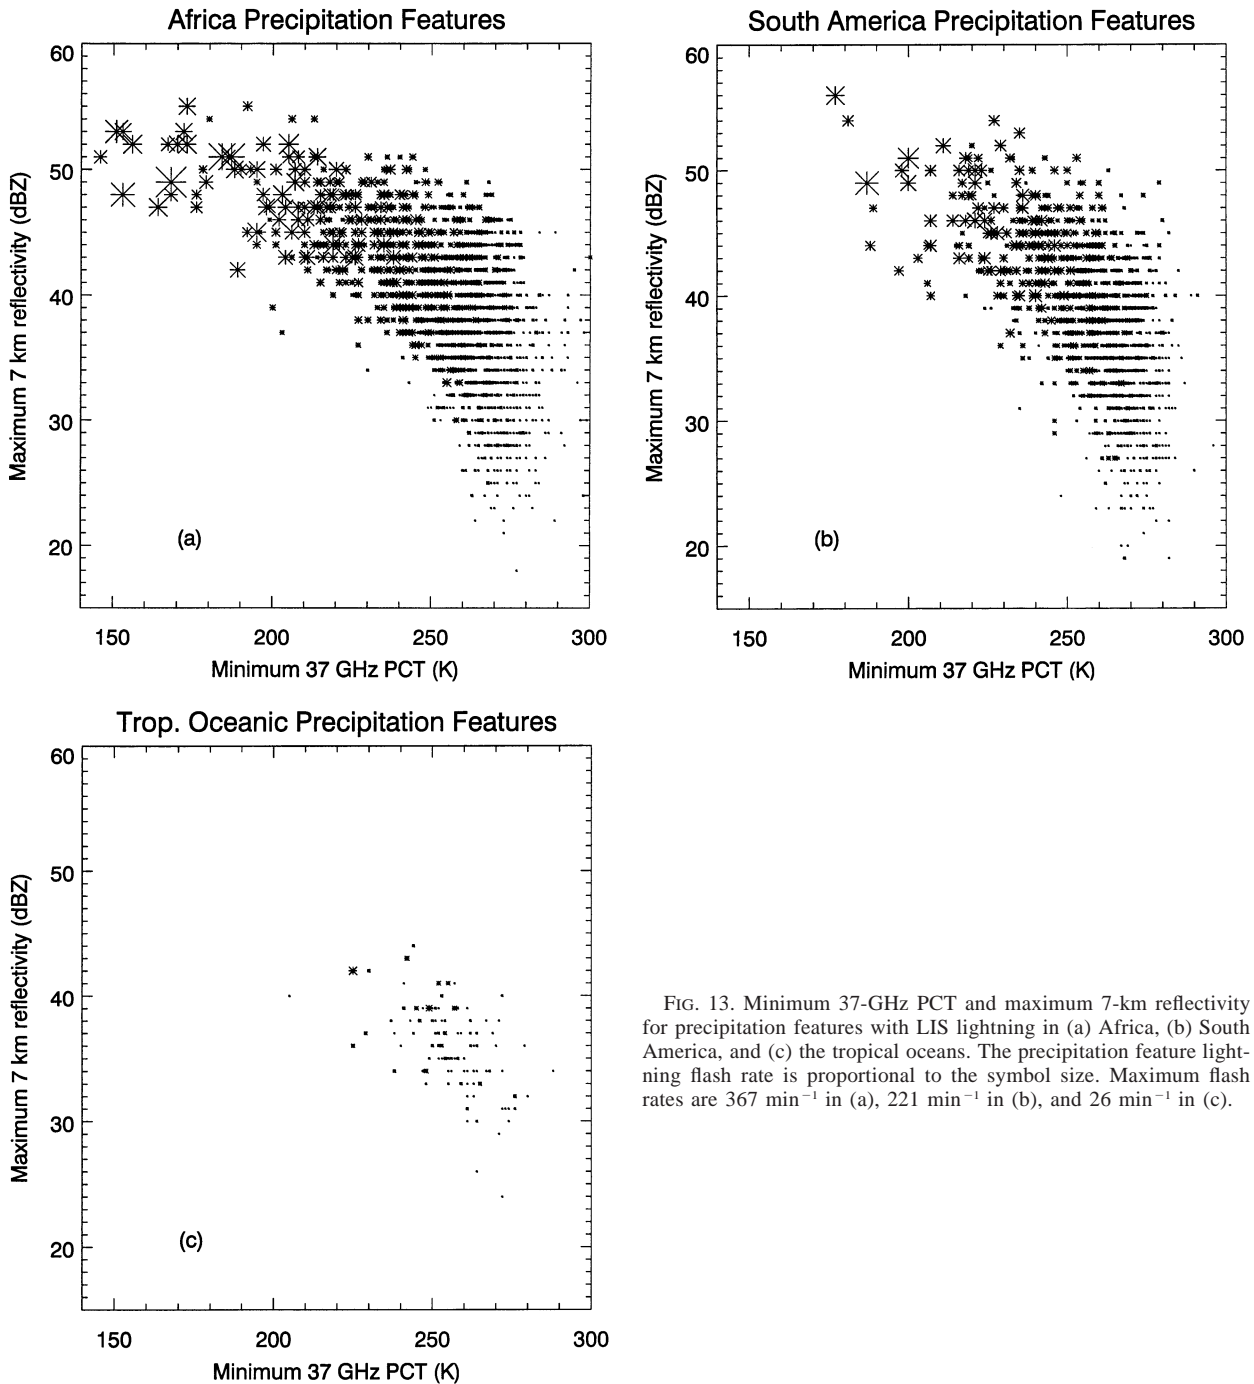 Africa Precipitation Features
60
50
40
30
20
Maximum 7 km reflectivity (dBZ)
(a)
150 200 250 300
Minimum 37 GHz PCT (K)
South America Precipitation Features
60
50
40
30
20
Maximum 7 km reflectivity (dBZ)
(b)
150 200 250 300
Minimum 37 GHz PCT (K)
Trop. Oceanic Precipitation Features
60
50
40
30
20
Maximum 7 km reflectivity (dBZ)
(c)
150 200 250 300
Minimum 37 GHz PCT (K)
FIG. 13. Minimum 37-GHz PCT and maximum 7-km reflectivity
for precipitation features with LIS lightning in (a) Africa, (b) South
America, and (c) the tropical oceans. The precipitation feature light-
ning flash rate is proportional to the symbol size. Maximum flash
rates are 367 min⁻¹ in (a), 221 min⁻¹ in (b), and 26 min⁻¹ in (c).